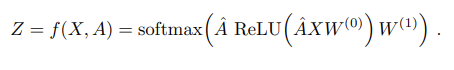 Z = f(X, A) = softmax(Â ReLU(ÂXW⁽⁰⁾) W⁽¹⁾) .